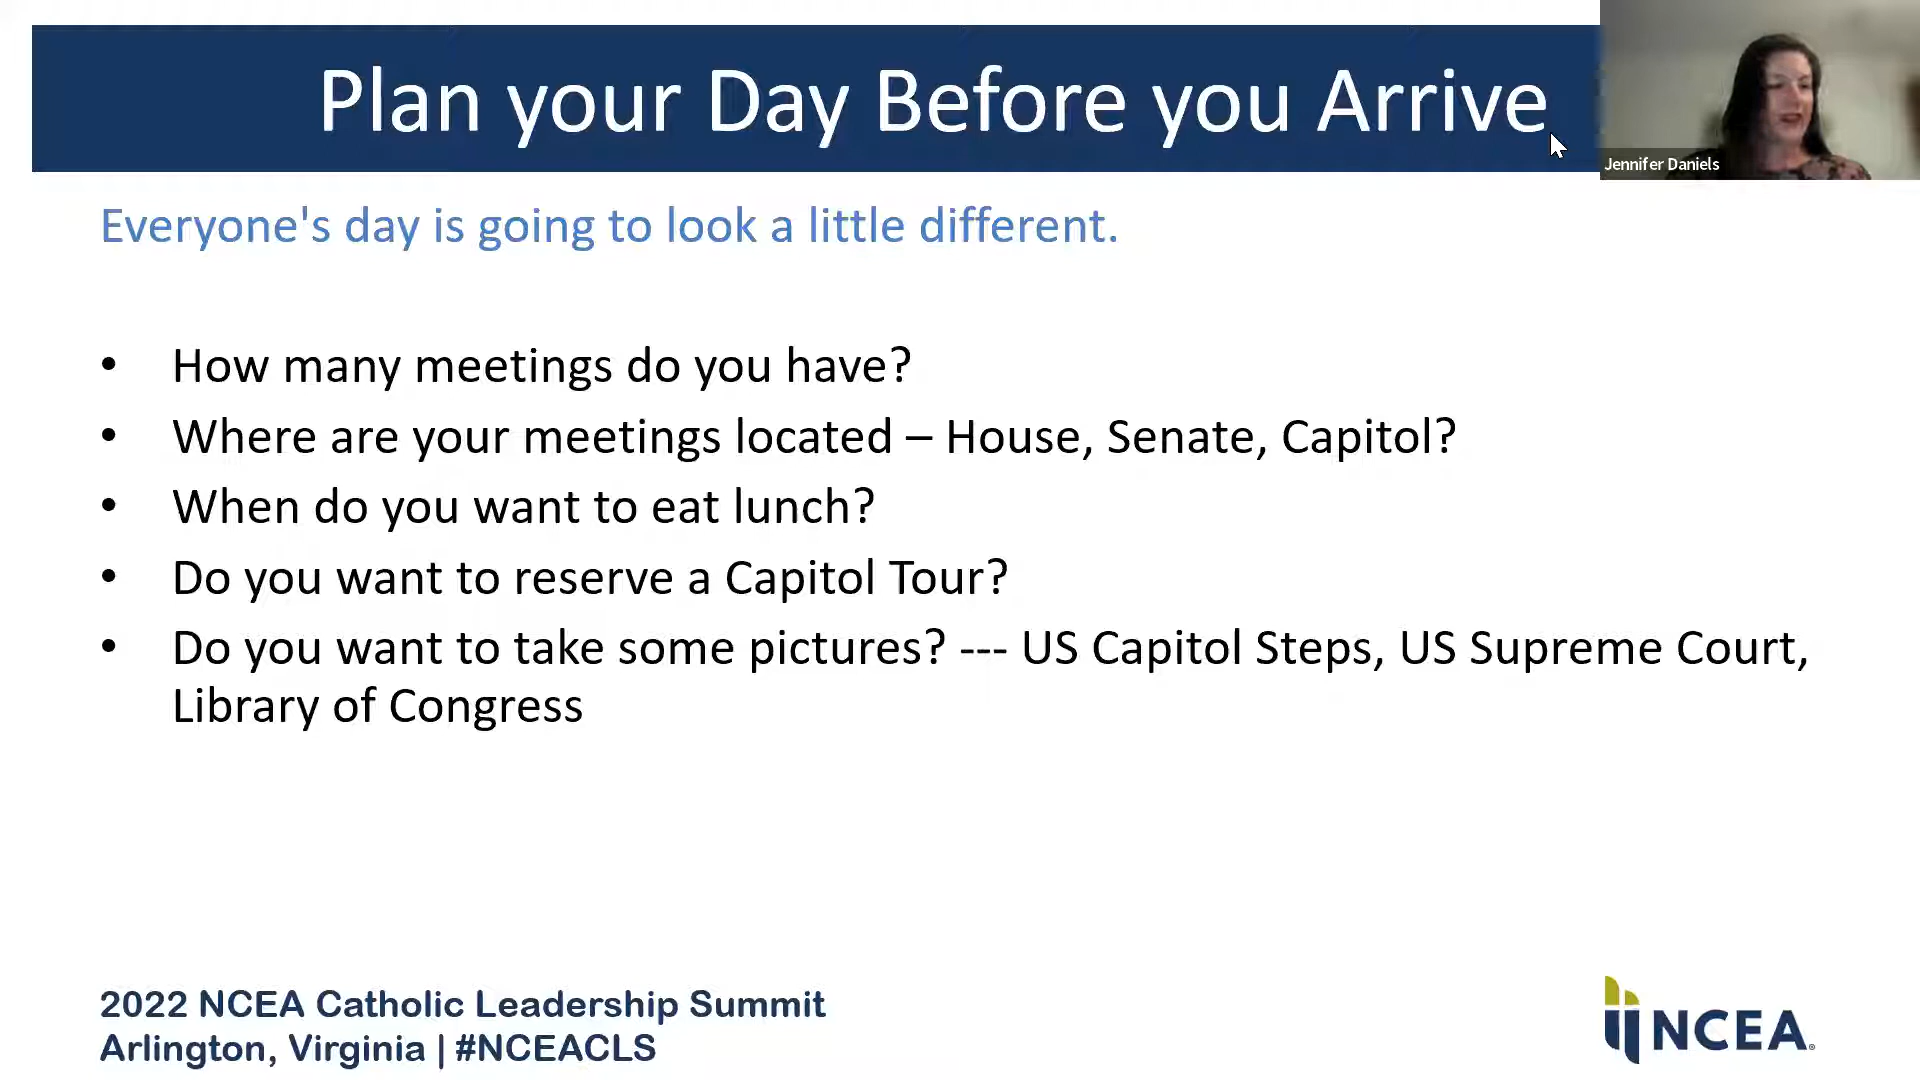 Plan your Day Before you Arrive
Jennifer Daniels
Everyone's day is going to look a little different.
• How many meetings do you have?
• Where are your meetings located – House, Senate, Capitol?
• When do you want to eat lunch?
• Do you want to reserve a Capitol Tour?
• Do you want to take some pictures? --- US Capitol Steps, US Supreme Court,
Library of Congress
2022 NCEA Catholic Leadership Summit
Arlington, Virginia | #NCEACLS
NCEA®